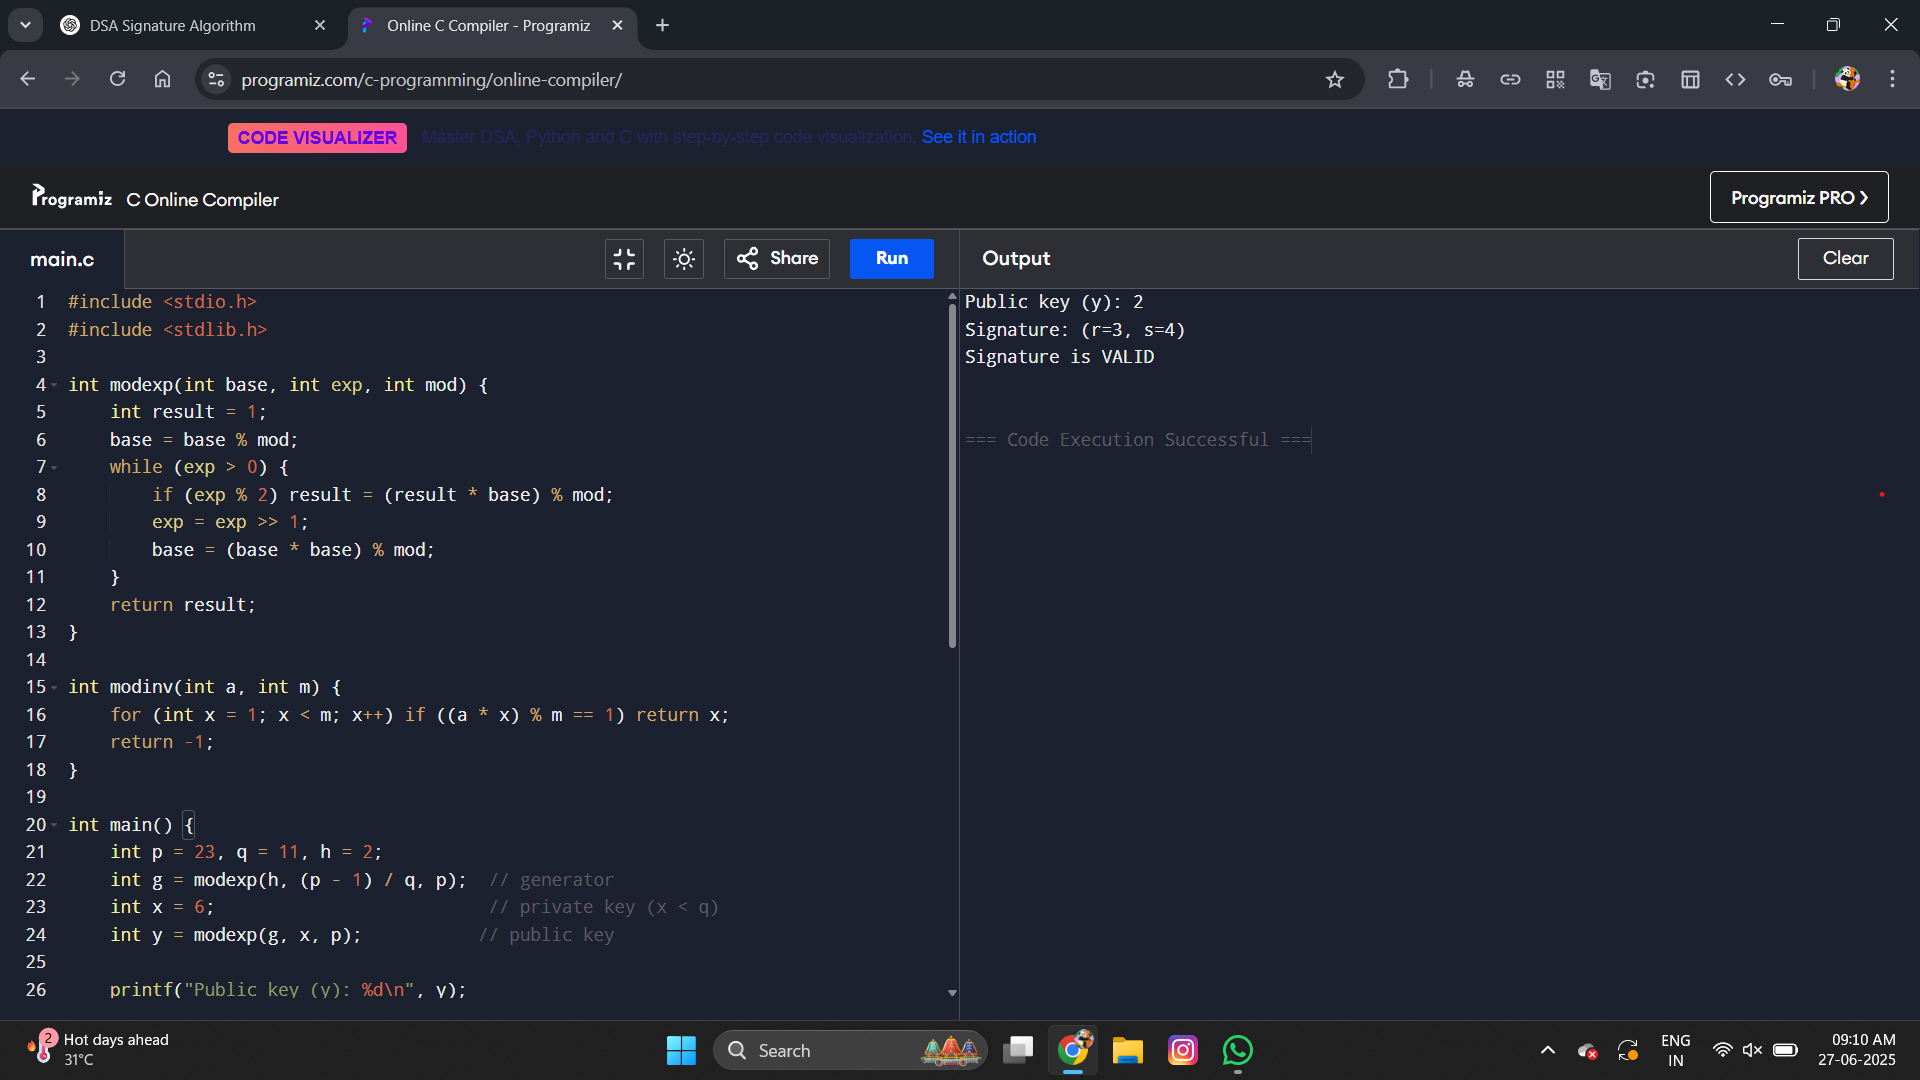 DSA Signature Algorithm
Online C Compiler - Programiz
programiz.com/c-programming/online-compiler/
CODE VISUALIZER Master DSA, Python and C with step-by-step code visualization. See it in action
Programiz C Online Compiler
Programiz PRO
main.c
Share
Run
Output
Clear
1 #include <stdio.h>
2 #include <stdlib.h>
3
4 int modexp(int base, int exp, int mod) {
5     int result = 1;
6     base = base % mod;
7     while (exp > 0) {
8         if (exp % 2) result = (result * base) % mod;
9         exp = exp >> 1;
10         base = (base * base) % mod;
11     }
12     return result;
13 }
14
15 int modinv(int a, int m) {
16     for (int x = 1; x < m; x++) if ((a * x) % m == 1) return x;
17     return -1;
18 }
19
20 int main() {
21     int p = 23, q = 11, h = 2;
22     int g = modexp(h, (p - 1) / q, p);  // generator
23     int x = 6;                          // private key (x < q)
24     int y = modexp(g, x, p);           // public key
25
26     printf("Public key (y): %d\n", y);
Public key (y): 2
Signature: (r=3, s=4)
Signature is VALID
=== Code Execution Successful ===
2
Hot days ahead
31°C
Search
ENG
IN
09:10 AM
27-06-2025